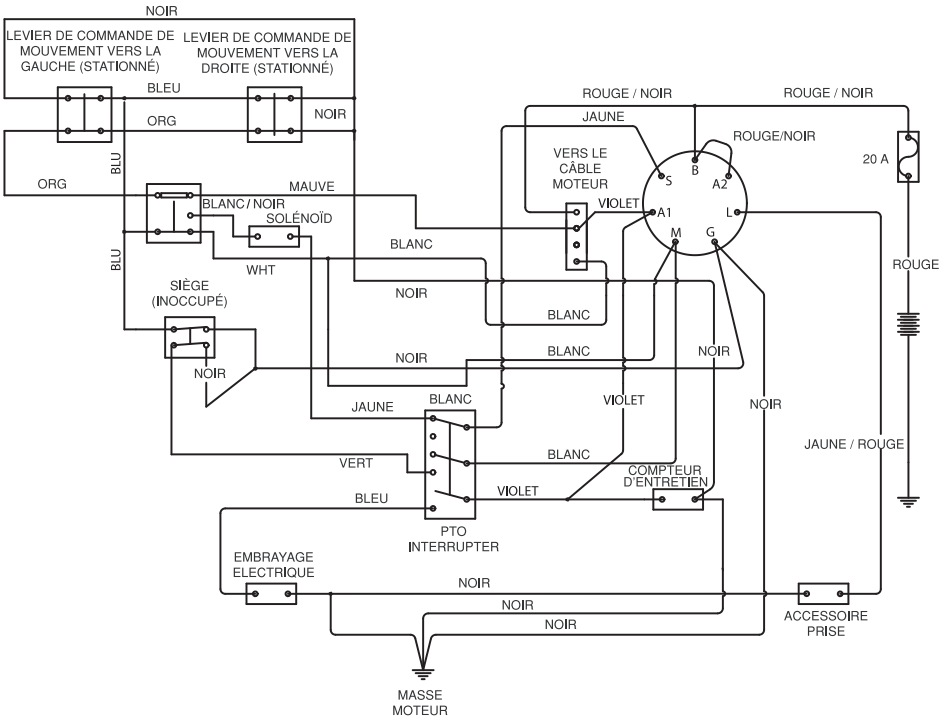 NOIR
LEVIER DE COMMANDE DE
MOUVEMENT VERS LA
GAUCHE (STATIONNÉ)
LEVIER DE COMMANDE DE
MOUVEMENT VERS LA
DROITE (STATIONNÉ)
BLEU
NOIR
ORG
BLU
ORG
MAUVE
BLANC/ NOIR
SOLÉNOÏD
BLANC
WHT
BLU
SIÈGE
(INOCCUPÉ)
NOIR
NOIR
NOIR
ROUGE / NOIR
ROUGE / NOIR
JAUNE
ROUGE/NOIR
VERS LE
CÂBLE
MOTEUR
VIOLET
B
S
A2
A1
L
M
G
20 A
ROUGE
BLANC
BLANC
NOIR
VIOLET
NOIR
JAUNE / ROUGE
JAUNE
BLANC
VERT
BLANC
BLEU
VIOLET
COMPTEUR
D'ENTRETIEN
PTO
INTERRUPTER
EMBRAYAGE
ELECTRIQUE
NOIR
NOIR
NOIR
ACCESSOIRE
PRISE
MASSE
MOTEUR